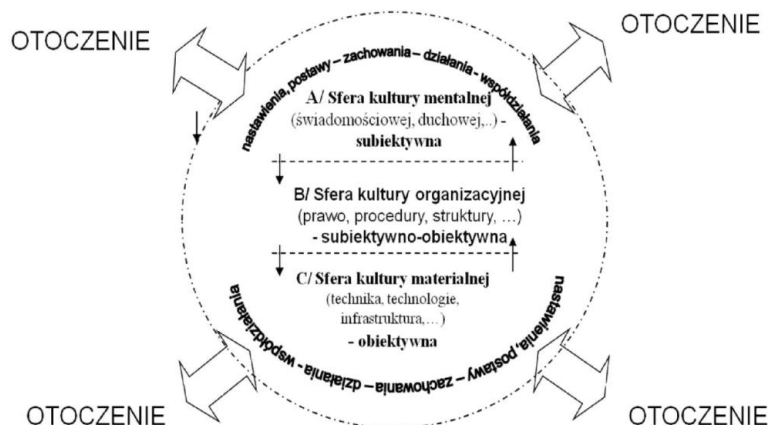 OTOCZENIE
OTOCZENIE
nastawienia, postawy – zachowania – działania - współdziałania
A/ Sfera kultury mentalnej
(świadomościowej, duchowej,..) -
subiektywna
B/ Sfera kultury organizacyjnej
(prawo, procedury, struktury, …)
- subiektywno-obiektywna
C/ Sfera kultury materialnej
(technika, technologie,
infrastruktura,…)
- obiektywna
nastawienia, postawy – zachowania – działania - współdziałania
OTOCZENIE
OTOCZENIE